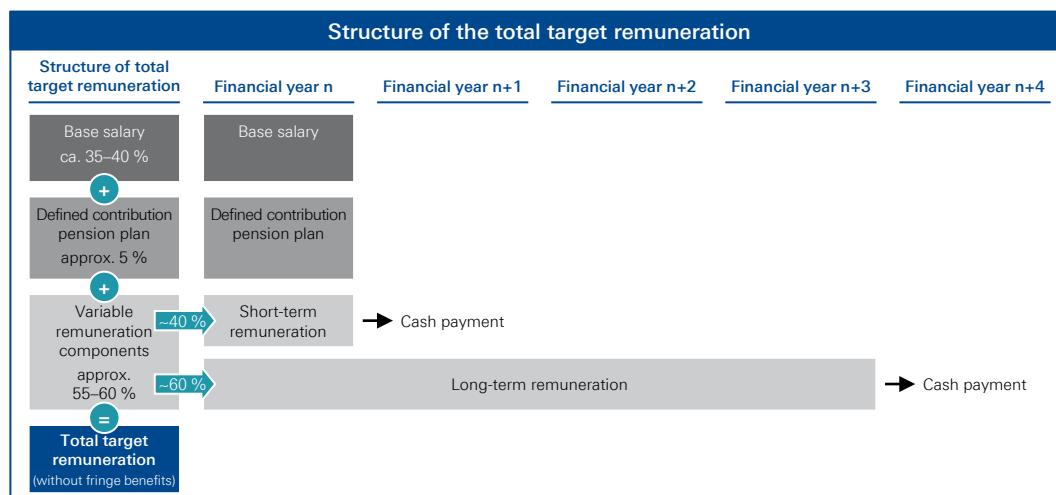 Structure of the total target remuneration
Structure of total
target remuneration
Financial year n
Financial year n+1
Financial year n+2
Financial year n+3
Financial year n+4
Base salary
ca. 35–40 %
Base salary
+
Defined contribution
pension plan
approx. 5 %
Defined contribution
pension plan
+
Variable
remuneration
components
approx.
55–60 %
~40 %
Short-term
remuneration
Cash payment
~60 %
Long-term remuneration
Cash payment
=
Total target
remuneration
(without fringe benefits)